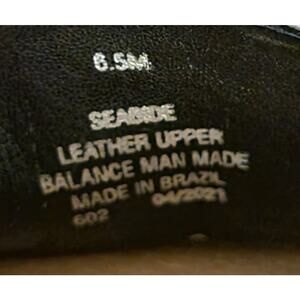 6.5M
SEASIDE
LEATHER UPPER
BALANCE MAN MADE
MADE IN BRAZIL
602 04/2021